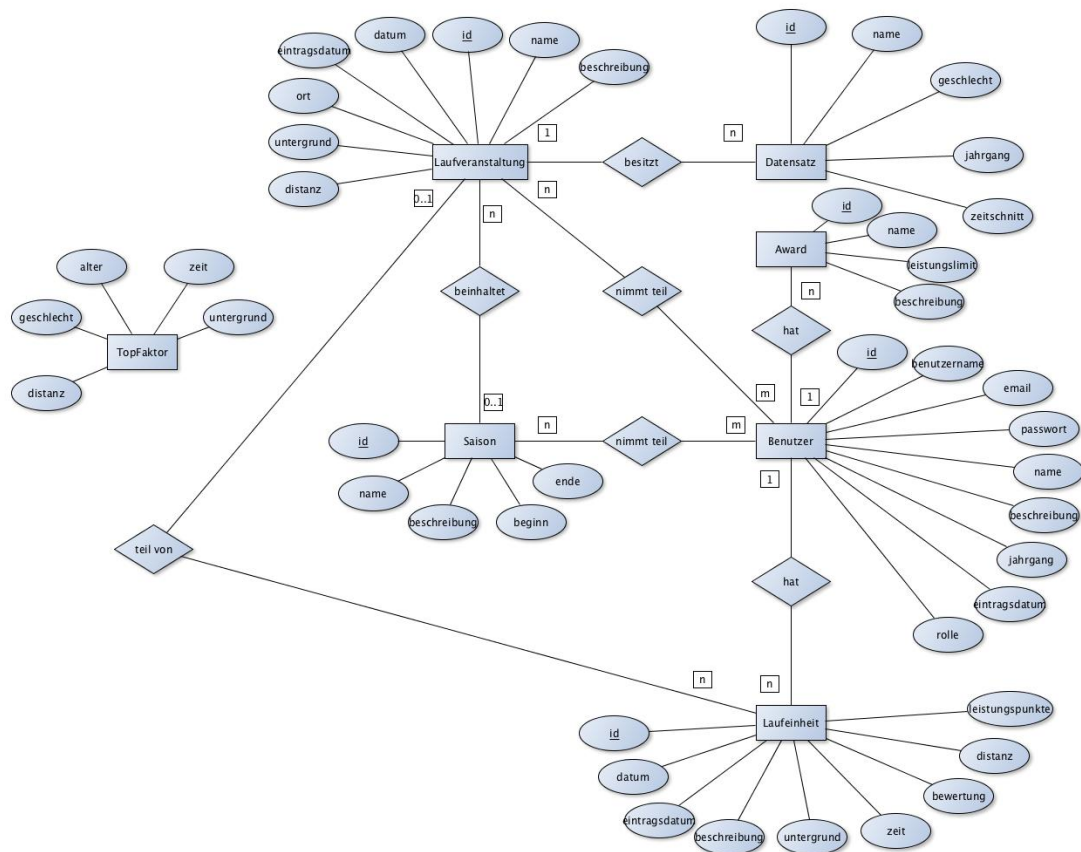 id
datum
id
name
name
eintragsdatum
beschreibung
geschlecht
ort
1
n
untergrund
Laufveranstaltung
besitzt
Datensatz
jahrgang
distanz
0..1
n
n
id
zeitschnitt
name
Award
alter
zeit
leistungslimit
beinhaltet
nimmt teil
n
beschreibung
geschlecht
untergrund
hat
TopFaktor
id
benutzername
distanz
0..1
m
1
email
id
Saison
n
nimmt teil
m
Benutzer
passwort
name
ende
1
name
beschreibung
beginn
beschreibung
teil von
jahrgang
hat
eintragsdatum
rolle
n
n
leistungspunkte
id
Laufeinheit
distanz
datum
bewertung
eintragsdatum
beschreibung
untergrund
zeit